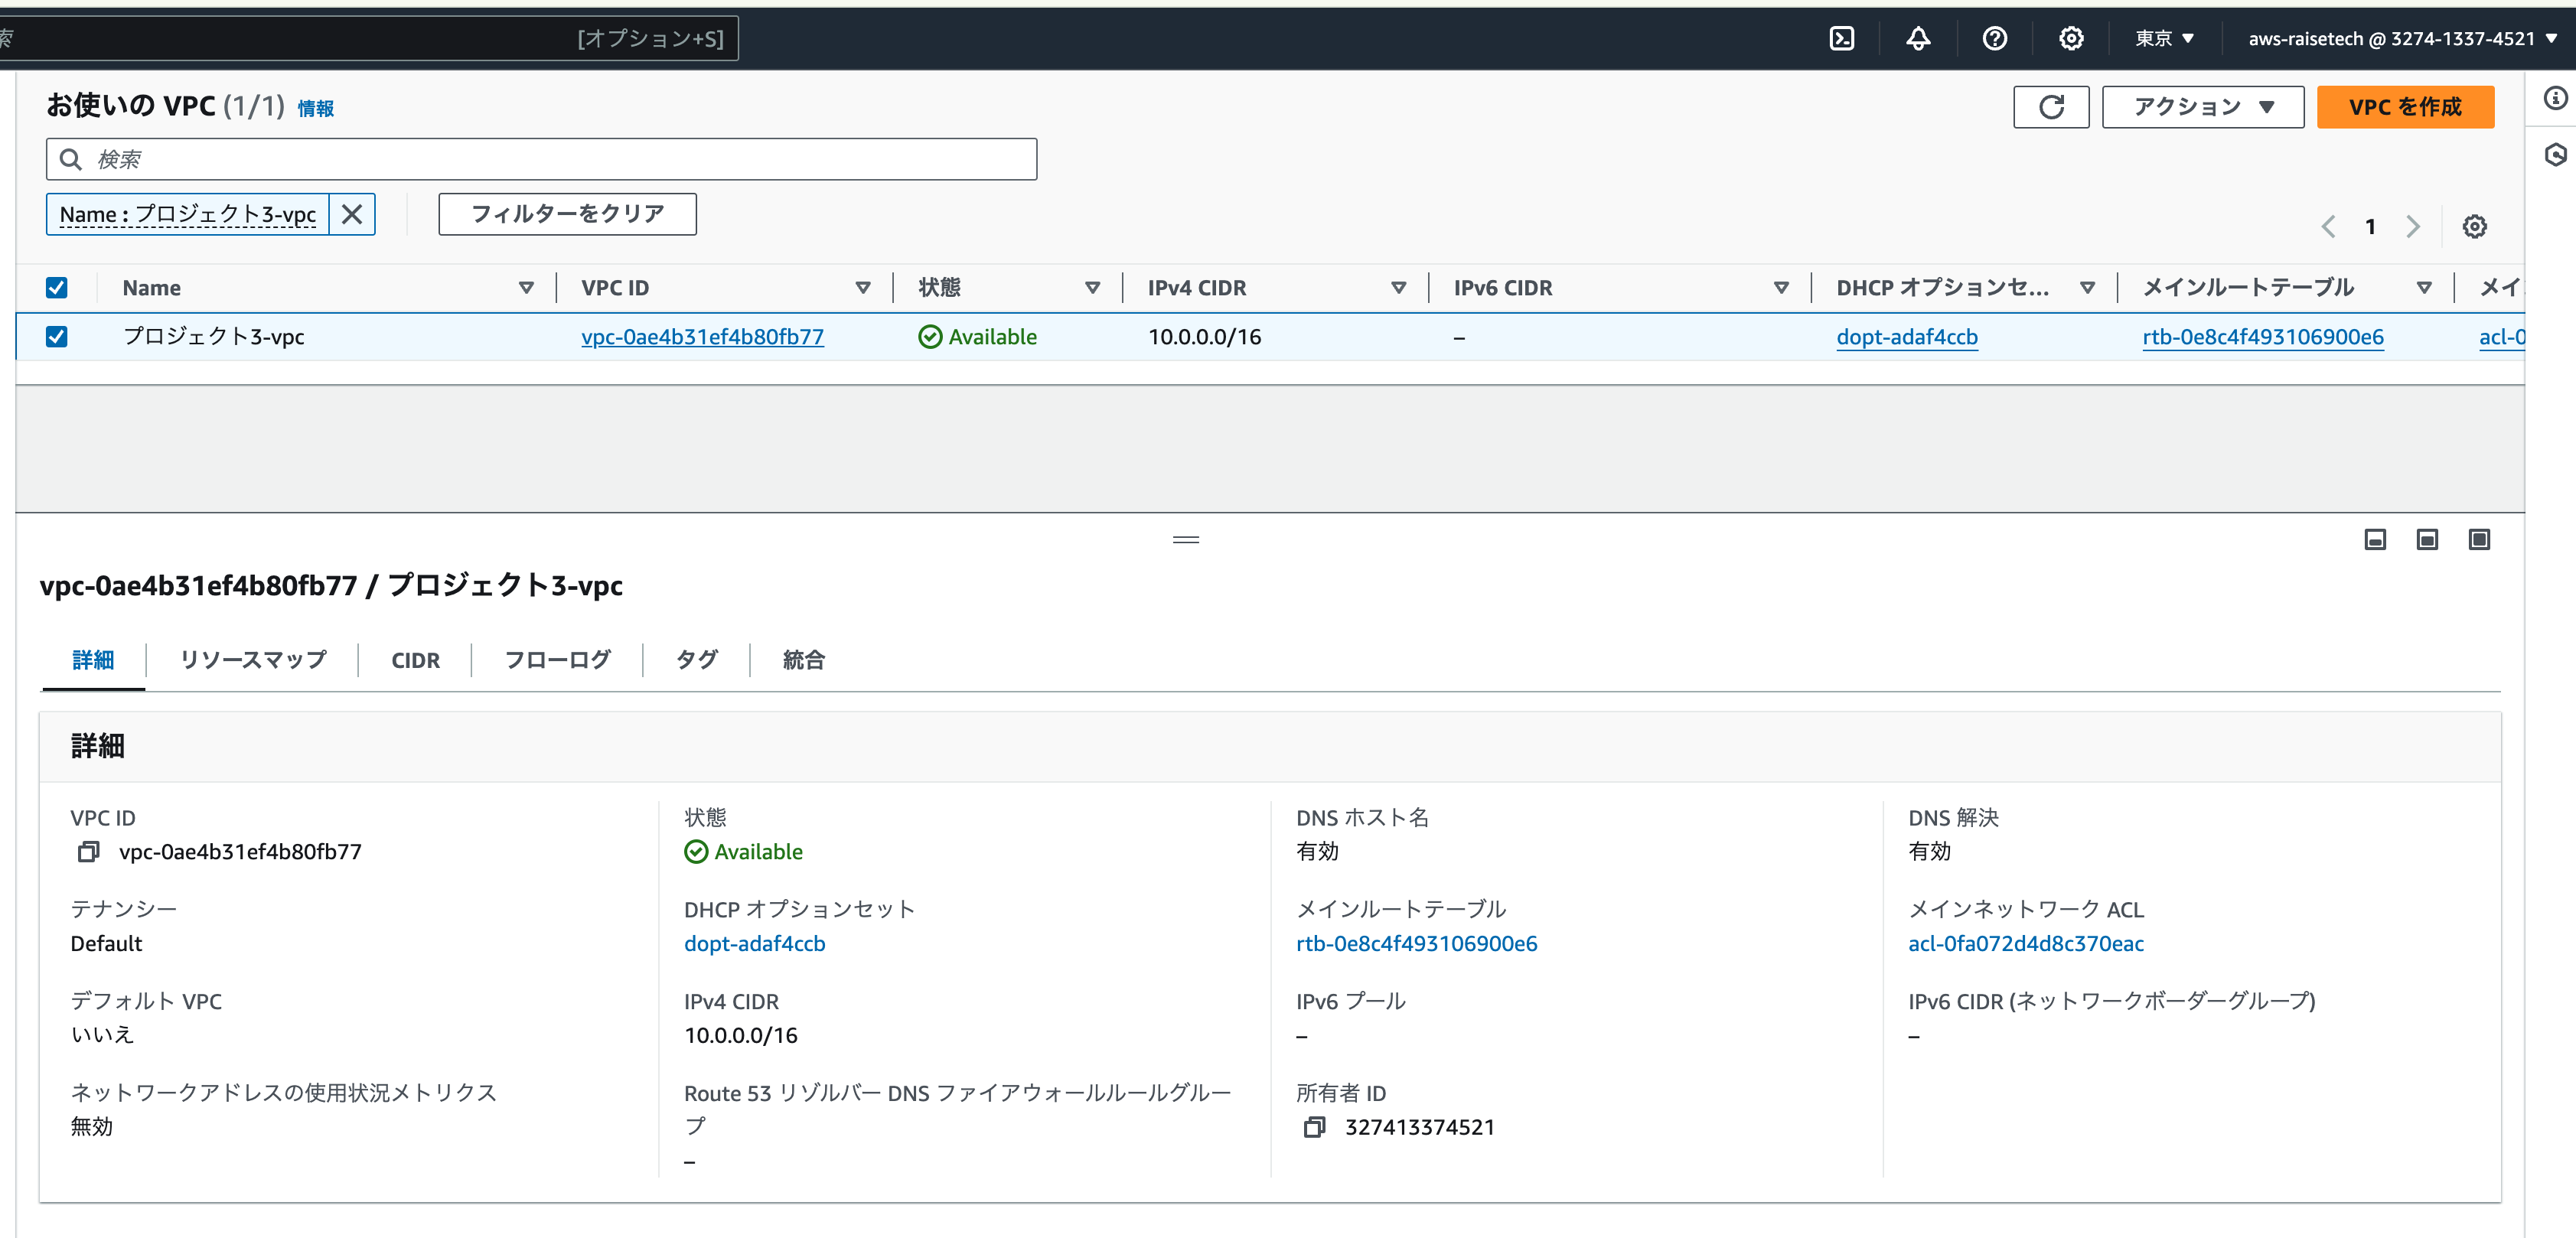 索 [オプション+S] 東京 aws-raisetech @ 3274-1337-4521
お使いの VPC (1/1) 情報 アクション VPC を作成
検索
Name : プロジェクト3-vpc フィルターをクリア
1
Name VPC ID 状態 IPv4 CIDR IPv6 CIDR DHCP オプションセ... メインルートテーブル メイ
プロジェクト3-vpc vpc-0ae4b31ef4b80fb77 Available 10.0.0.0/16 – dopt-adaf4ccb rtb-0e8c4f493106900e6 acl-0
vpc-0ae4b31ef4b80fb77 / プロジェクト3-vpc
詳細 リソースマップ CIDR フローログ タグ 統合
詳細
VPC ID 状態 DNS ホスト名 DNS 解決
vpc-0ae4b31ef4b80fb77 Available 有効 有効
テナンシー DHCP オプションセット メインルートテーブル メインネットワーク ACL
Default dopt-adaf4ccb rtb-0e8c4f493106900e6 acl-0fa072d4d8c370eac
デフォルト VPC IPv4 CIDR IPv6 プール IPv6 CIDR (ネットワークボーダーグループ)
いいえ 10.0.0.0/16 – –
ネットワークアドレスの使用状況メトリクス Route 53 リゾルバー DNS ファイアウォールルールグルー 所有者 ID
無効 プ 327413374521
–